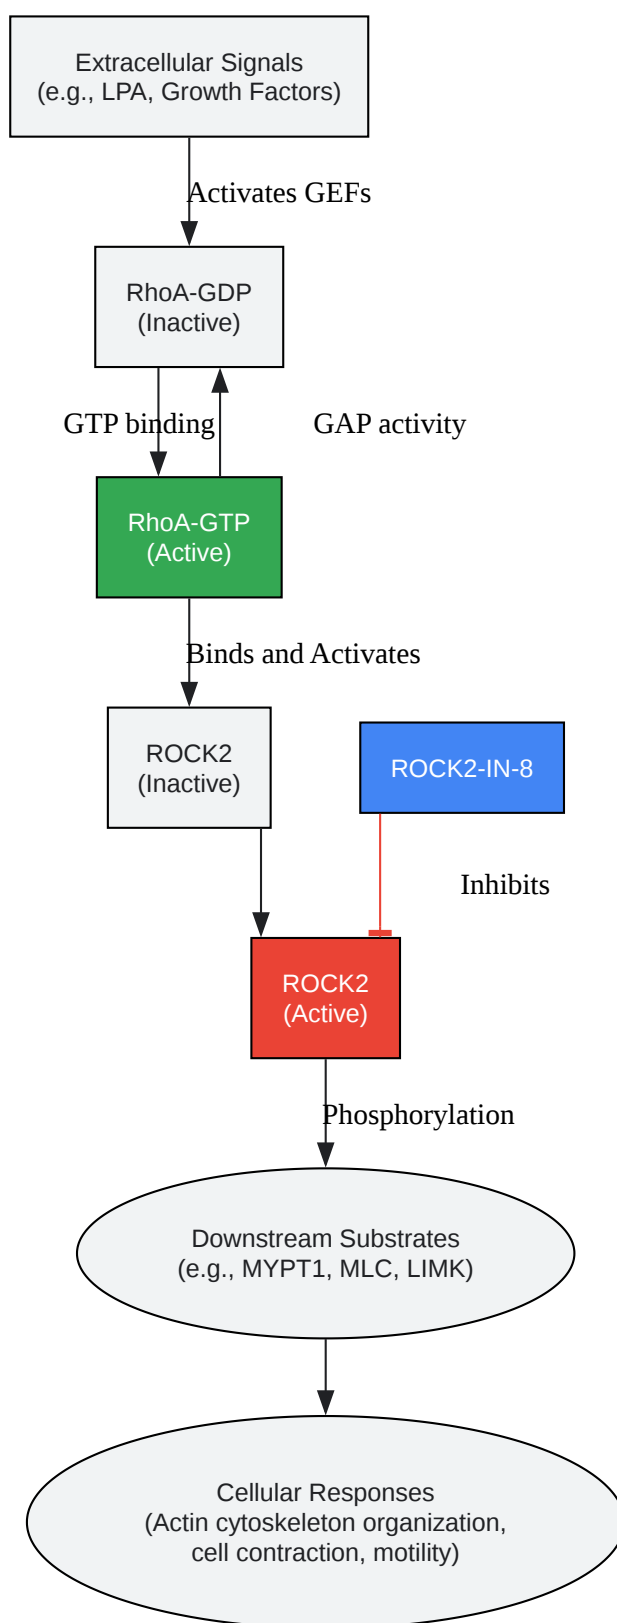 Extracellular Signals
(e.g., LPA, Growth Factors)
Activates GEFs
RhoA-GDP
(Inactive)
GTP binding
GAP activity
RhoA-GTP
(Active)
Binds and Activates
ROCK2
(Inactive)
ROCK2-IN-8
Inhibits
ROCK2
(Active)
Phosphorylation
Downstream Substrates
(e.g., MYPT1, MLC, LIMK)
Cellular Responses
(Actin cytoskeleton organization,
cell contraction, motility)